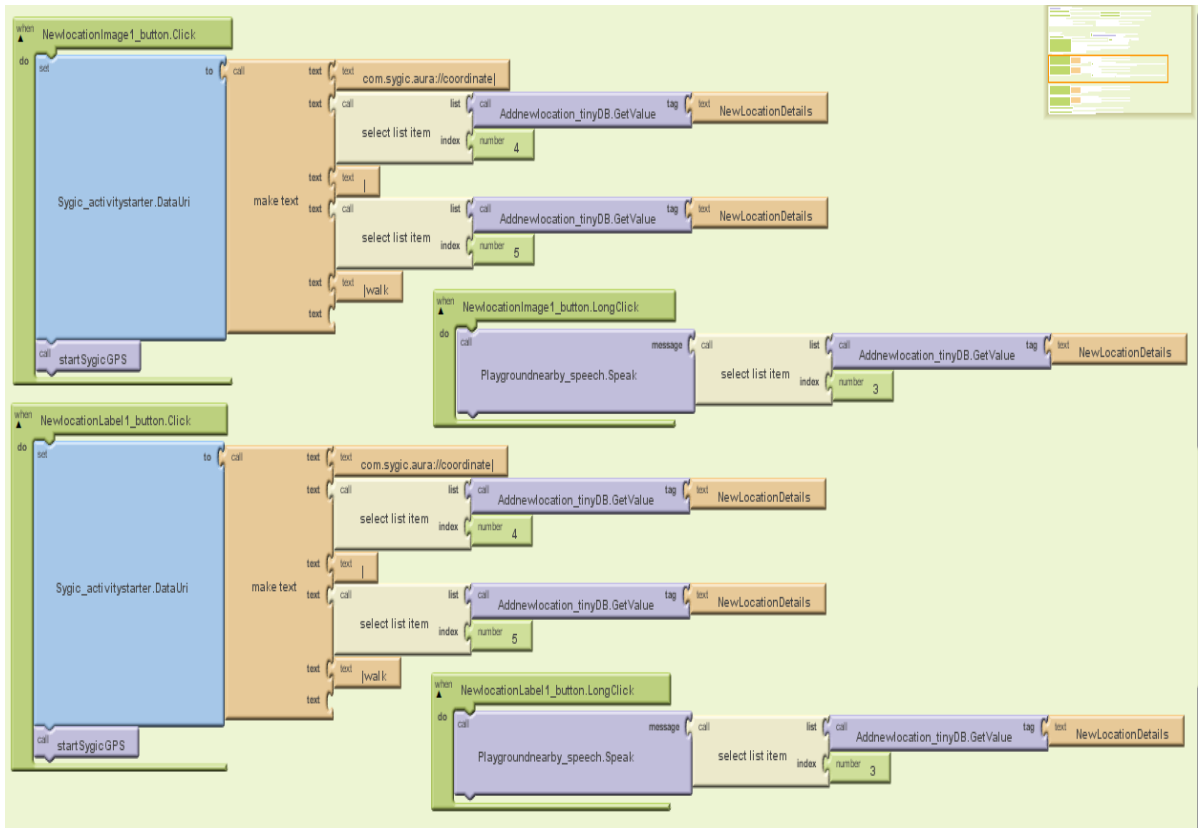 when NewlocationImage1_button.Click
do set to call text text com.sygic.aura://coordinate|
text call list call Addnewlocation_tinyDB.GetValue tag text NewLocationDetails
select list item
index number 4
text text |
Sygic_activitystarter.DataUri make text
text call list call Addnewlocation_tinyDB.GetValue tag text NewLocationDetails
select list item
index number 5
text text |walk
text
call startSygicGPS
when NewlocationImage1_button.LongClick
do call message call list call Addnewlocation_tinyDB.GetValue tag text NewLocationDetails
Playgroundnearby_speech.Speak select list item
index number 3
when NewlocationLabel1_button.Click
do set to call text text com.sygic.aura://coordinate|
text call list call Addnewlocation_tinyDB.GetValue tag text NewLocationDetails
select list item
index number 4
text text |
Sygic_activitystarter.DataUri make text
text call list call Addnewlocation_tinyDB.GetValue tag text NewLocationDetails
select list item
index number 5
text text |walk
text
call startSygicGPS
when NewlocationLabel1_button.LongClick
do call message call list call Addnewlocation_tinyDB.GetValue tag text NewLocationDetails
Playgroundnearby_speech.Speak select list item
index number 3